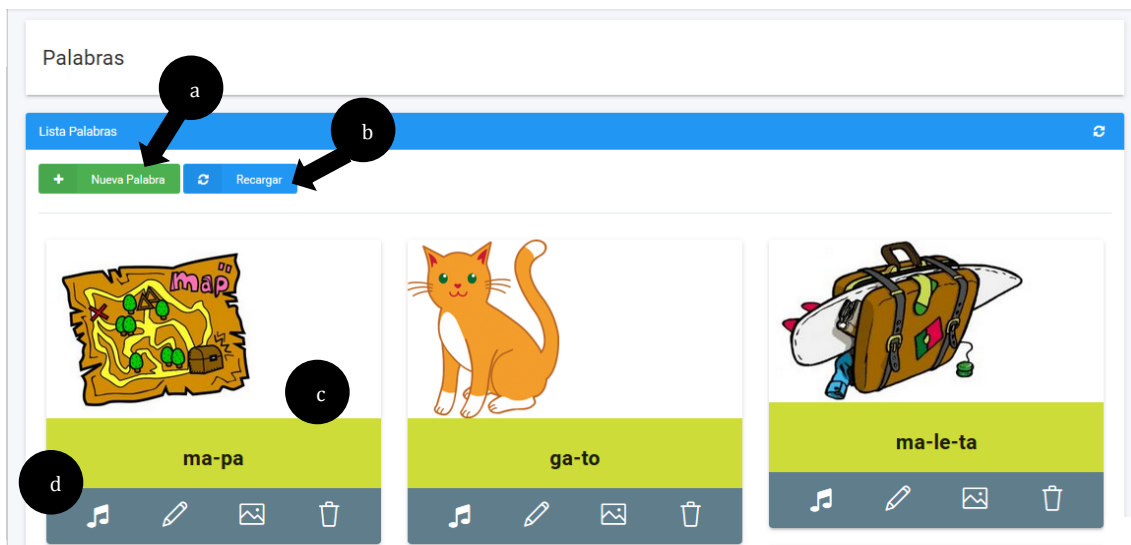 Palabras
a
Lista Palabras
b
Nueva Palabra
Recargar
map
c
ma-pa
ga-to
ma-le-ta
d